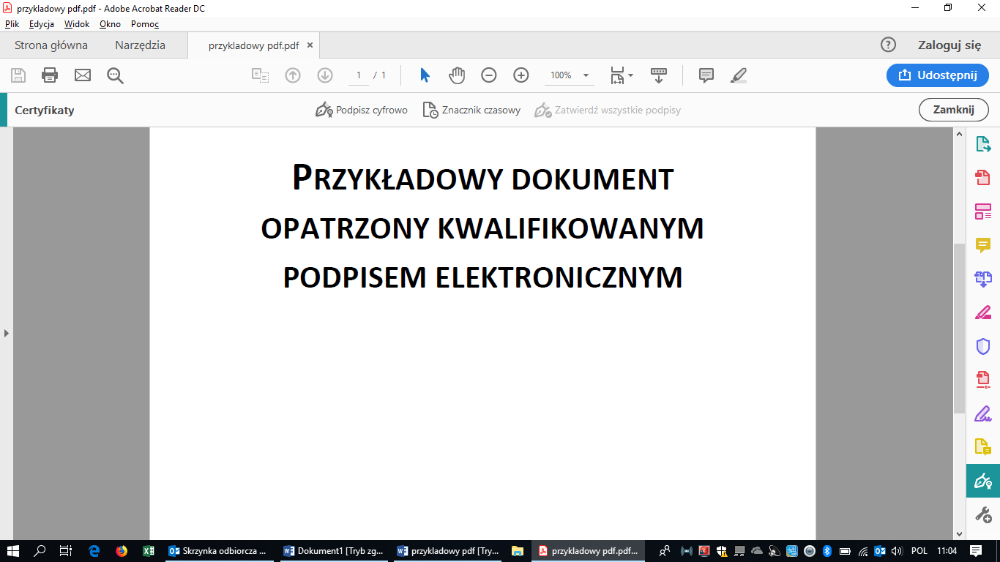 przykladowy pdf.pdf - Adobe Acrobat Reader DC
Plik Edycja Widok Okno Pomoc
Strona główna Narzędzia przykladowy pdf.pdf × ? Zaloguj się
1 / 1 100% Udostępnij
Certyfikaty Podpisz cyfrowo Znacznik czasowy Zatwierdź wszystkie podpisy Zamknij
PRZYKŁADOWY DOKUMENT
OPATRZONY KWALIFIKOWANYM
PODPISEM ELEKTRONICZNYM
Skrzynka odbiorcza ... Dokument1 [Tryb zg... przykladowy pdf [Try... przykladowy pdf.pdf... POL 11:04